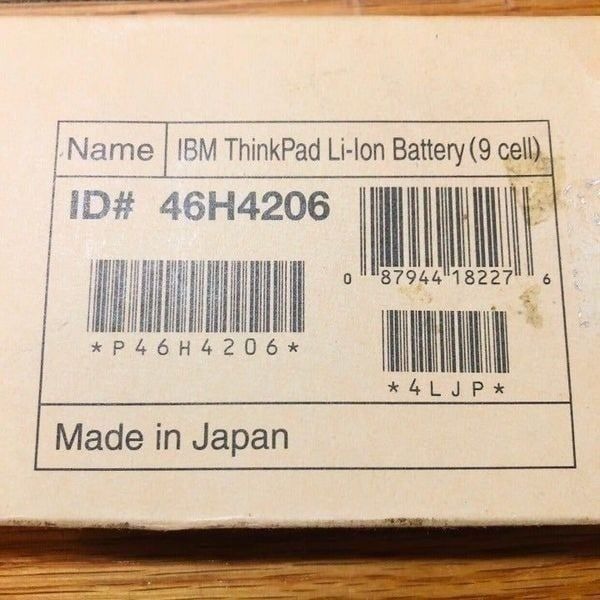 Name IBM ThinkPad Li-Ion Battery (9 cell)
ID# 46H4206
0 87944 18227 6
*P46H4206*
*4LJP*
Made in Japan